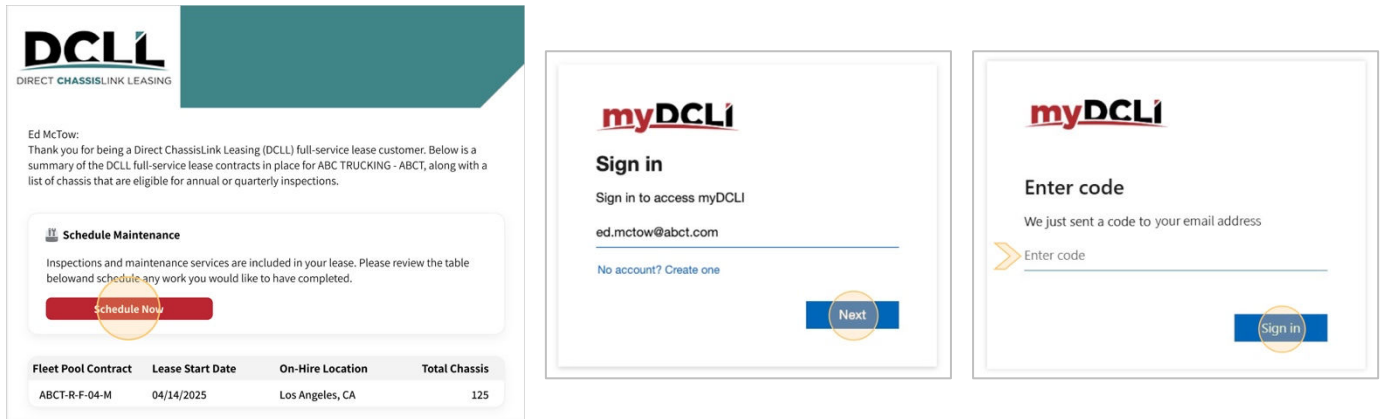 DCLL
DIRECT CHASSISLINK LEASING
Ed McTow:
Thank you for being a Direct ChassisLink Leasing (DCLL) full-service lease customer. Below is a
summary of the DCLL full-service lease contracts in place for ABC TRUCKING - ABCT, along with a
list of chassis that are eligible for annual or quarterly inspections.
Schedule Maintenance
Inspections and maintenance services are included in your lease. Please review the table
belowand schedule any work you would like to have completed.
Schedule Now
Fleet Pool Contract Lease Start Date On-Hire Location Total Chassis
ABCT-R-F-04-M 04/14/2025 Los Angeles, CA 125
myDCLI
Sign in
Sign in to access myDCLI
ed.mctow@abct.com
No account? Create one
Next
myDCLI
Enter code
We just sent a code to your email address
Enter code
Sign in